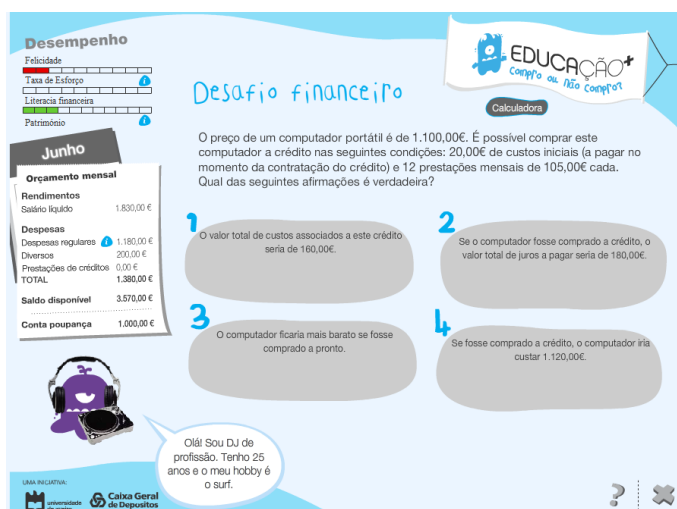 Desempenho
Felicidade
Taxa de Esforço i
Literacia financeira
Património i
EDUCAÇÃO+
Compro ou não compro?
Desafio financeiro
Calculadora
O preço de um computador portátil é de 1.100,00€. É possível comprar este
computador a crédito nas seguintes condições: 20,00€ de custos iniciais (a pagar no
momento da contratação do crédito) e 12 prestações mensais de 105,00€ cada.
Qual das seguintes afirmações é verdadeira?
Junho
Orçamento mensal
Rendimentos
Salário líquido 1.830,00 €
Despesas
Despesas regulares i 1.180,00 €
Diversos 200,00 €
Prestações de créditos 0,00 €
TOTAL 1.380,00 €
Saldo disponível 3.570,00 €
Conta poupança 1.000,00 €
1
O valor total de custos associados a este crédito
seria de 160,00€.
2
Se o computador fosse comprado a crédito, o
valor total de juros a pagar seria de 180,00€.
3
O computador ficaria mais barato se fosse
comprado a pronto.
4
Se fosse comprado a crédito, o computador iria
custar 1.120,00€.
Olá! Sou DJ de
profissão. Tenho 25
anos e o meu hobby é
o surf.
UMA INICIATIVA:
universidade
Caixa Geral
de Depositos
?